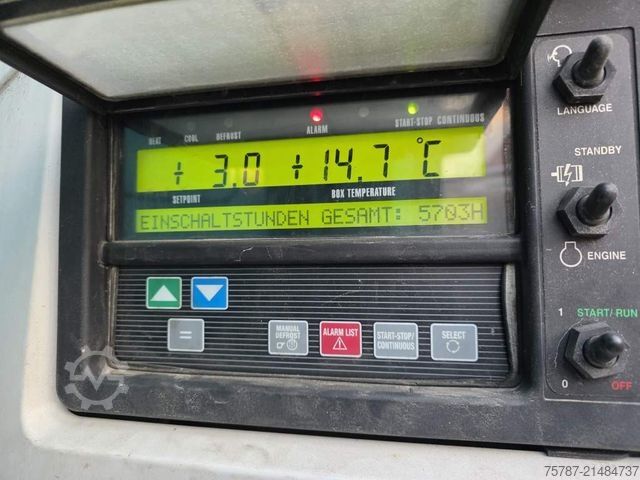 HEAT COOL DEFROST ALARM START-STOP CONTINUOUS
+ 3.0 +14.7 °C
SETPOINT BOX TEMPERATURE
EINSCHALTSTUNDEN GESAMT: 5703H
=
MANUAL DEFROST
ALARM LIST
START-STOP/ CONTINUOUS
SELECT
LANGUAGE
STANDBY
ENGINE
1 START/ RUN
0 OFF
75787-21484737